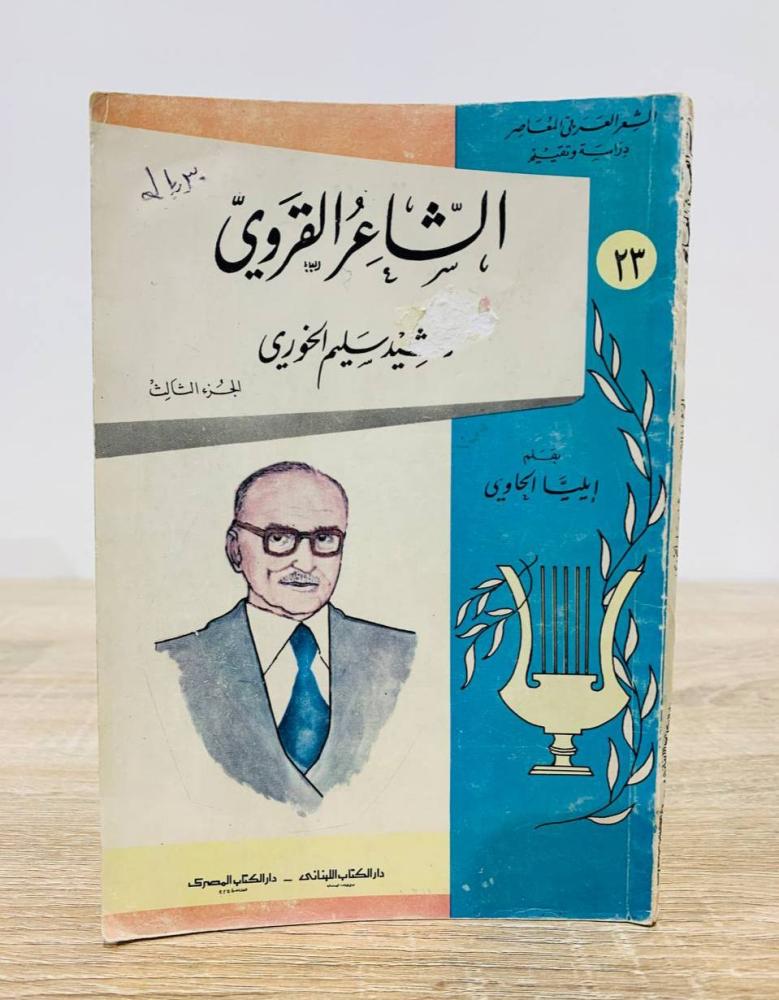 الشعر العربي المعاصر
دراسة وتقييم
٢٣
٣٠ ريال
الشاعر القروي
رشيد سليم الخوري
الجزء الثالث
بقلم
إيليا الحاوي
دار الكتاب اللبناني - دار الكتاب المصري